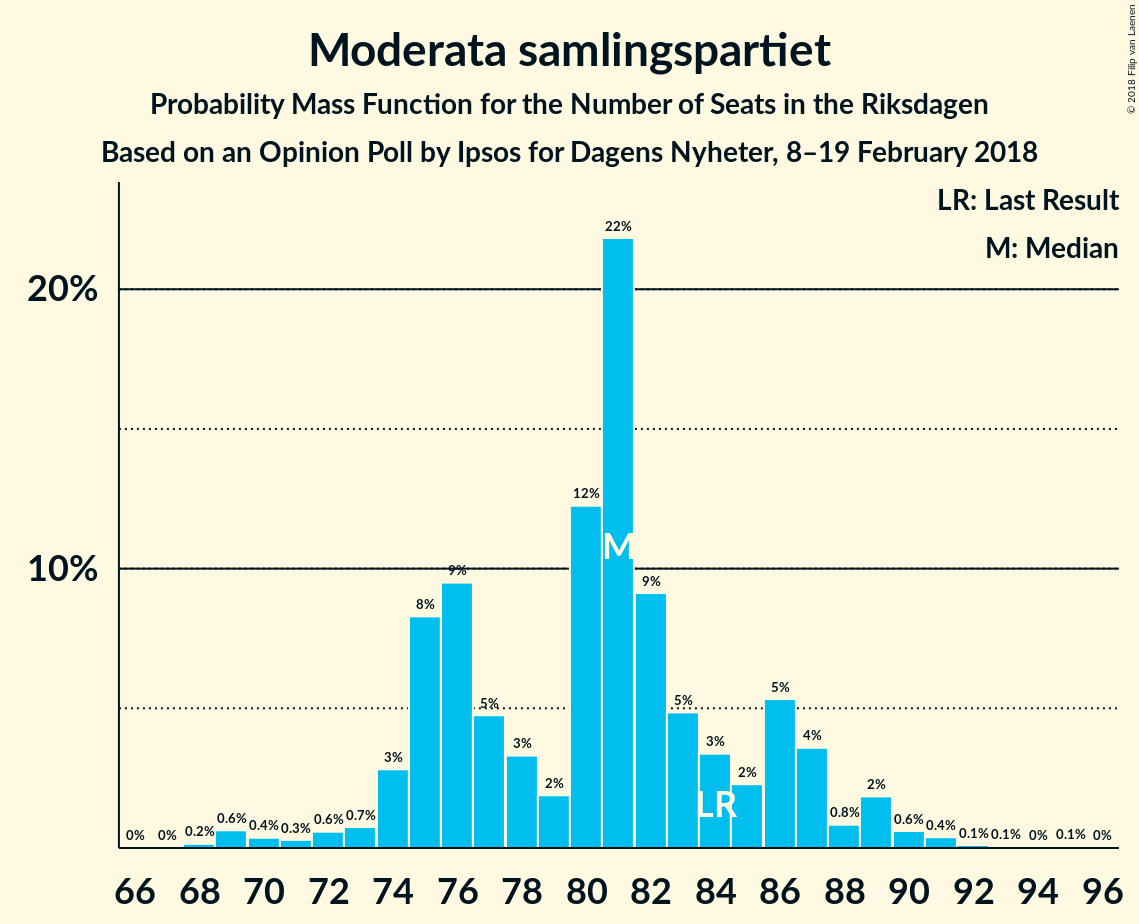 Moderata samlingspartiet
Probability Mass Function for the Number of Seats in the Riksdagen
Based on an Opinion Poll by Ipsos for Dagens Nyheter, 8–19 February 2018
© 2018 Filip van Laenen
LR: Last Result
M: Median
20%
10%
0% 0% 0.2% 0.6% 0.4% 0.3% 0.6% 0.7% 3% 8% 9% 5% 3% 2% 12% 22% 9% 5% 3% 2% 5% 4% 0.8% 2% 0.6% 0.4% 0.1% 0.1% 0% 0.1% 0%
M
LR
66 68 70 72 74 76 78 80 82 84 86 88 90 92 94 96